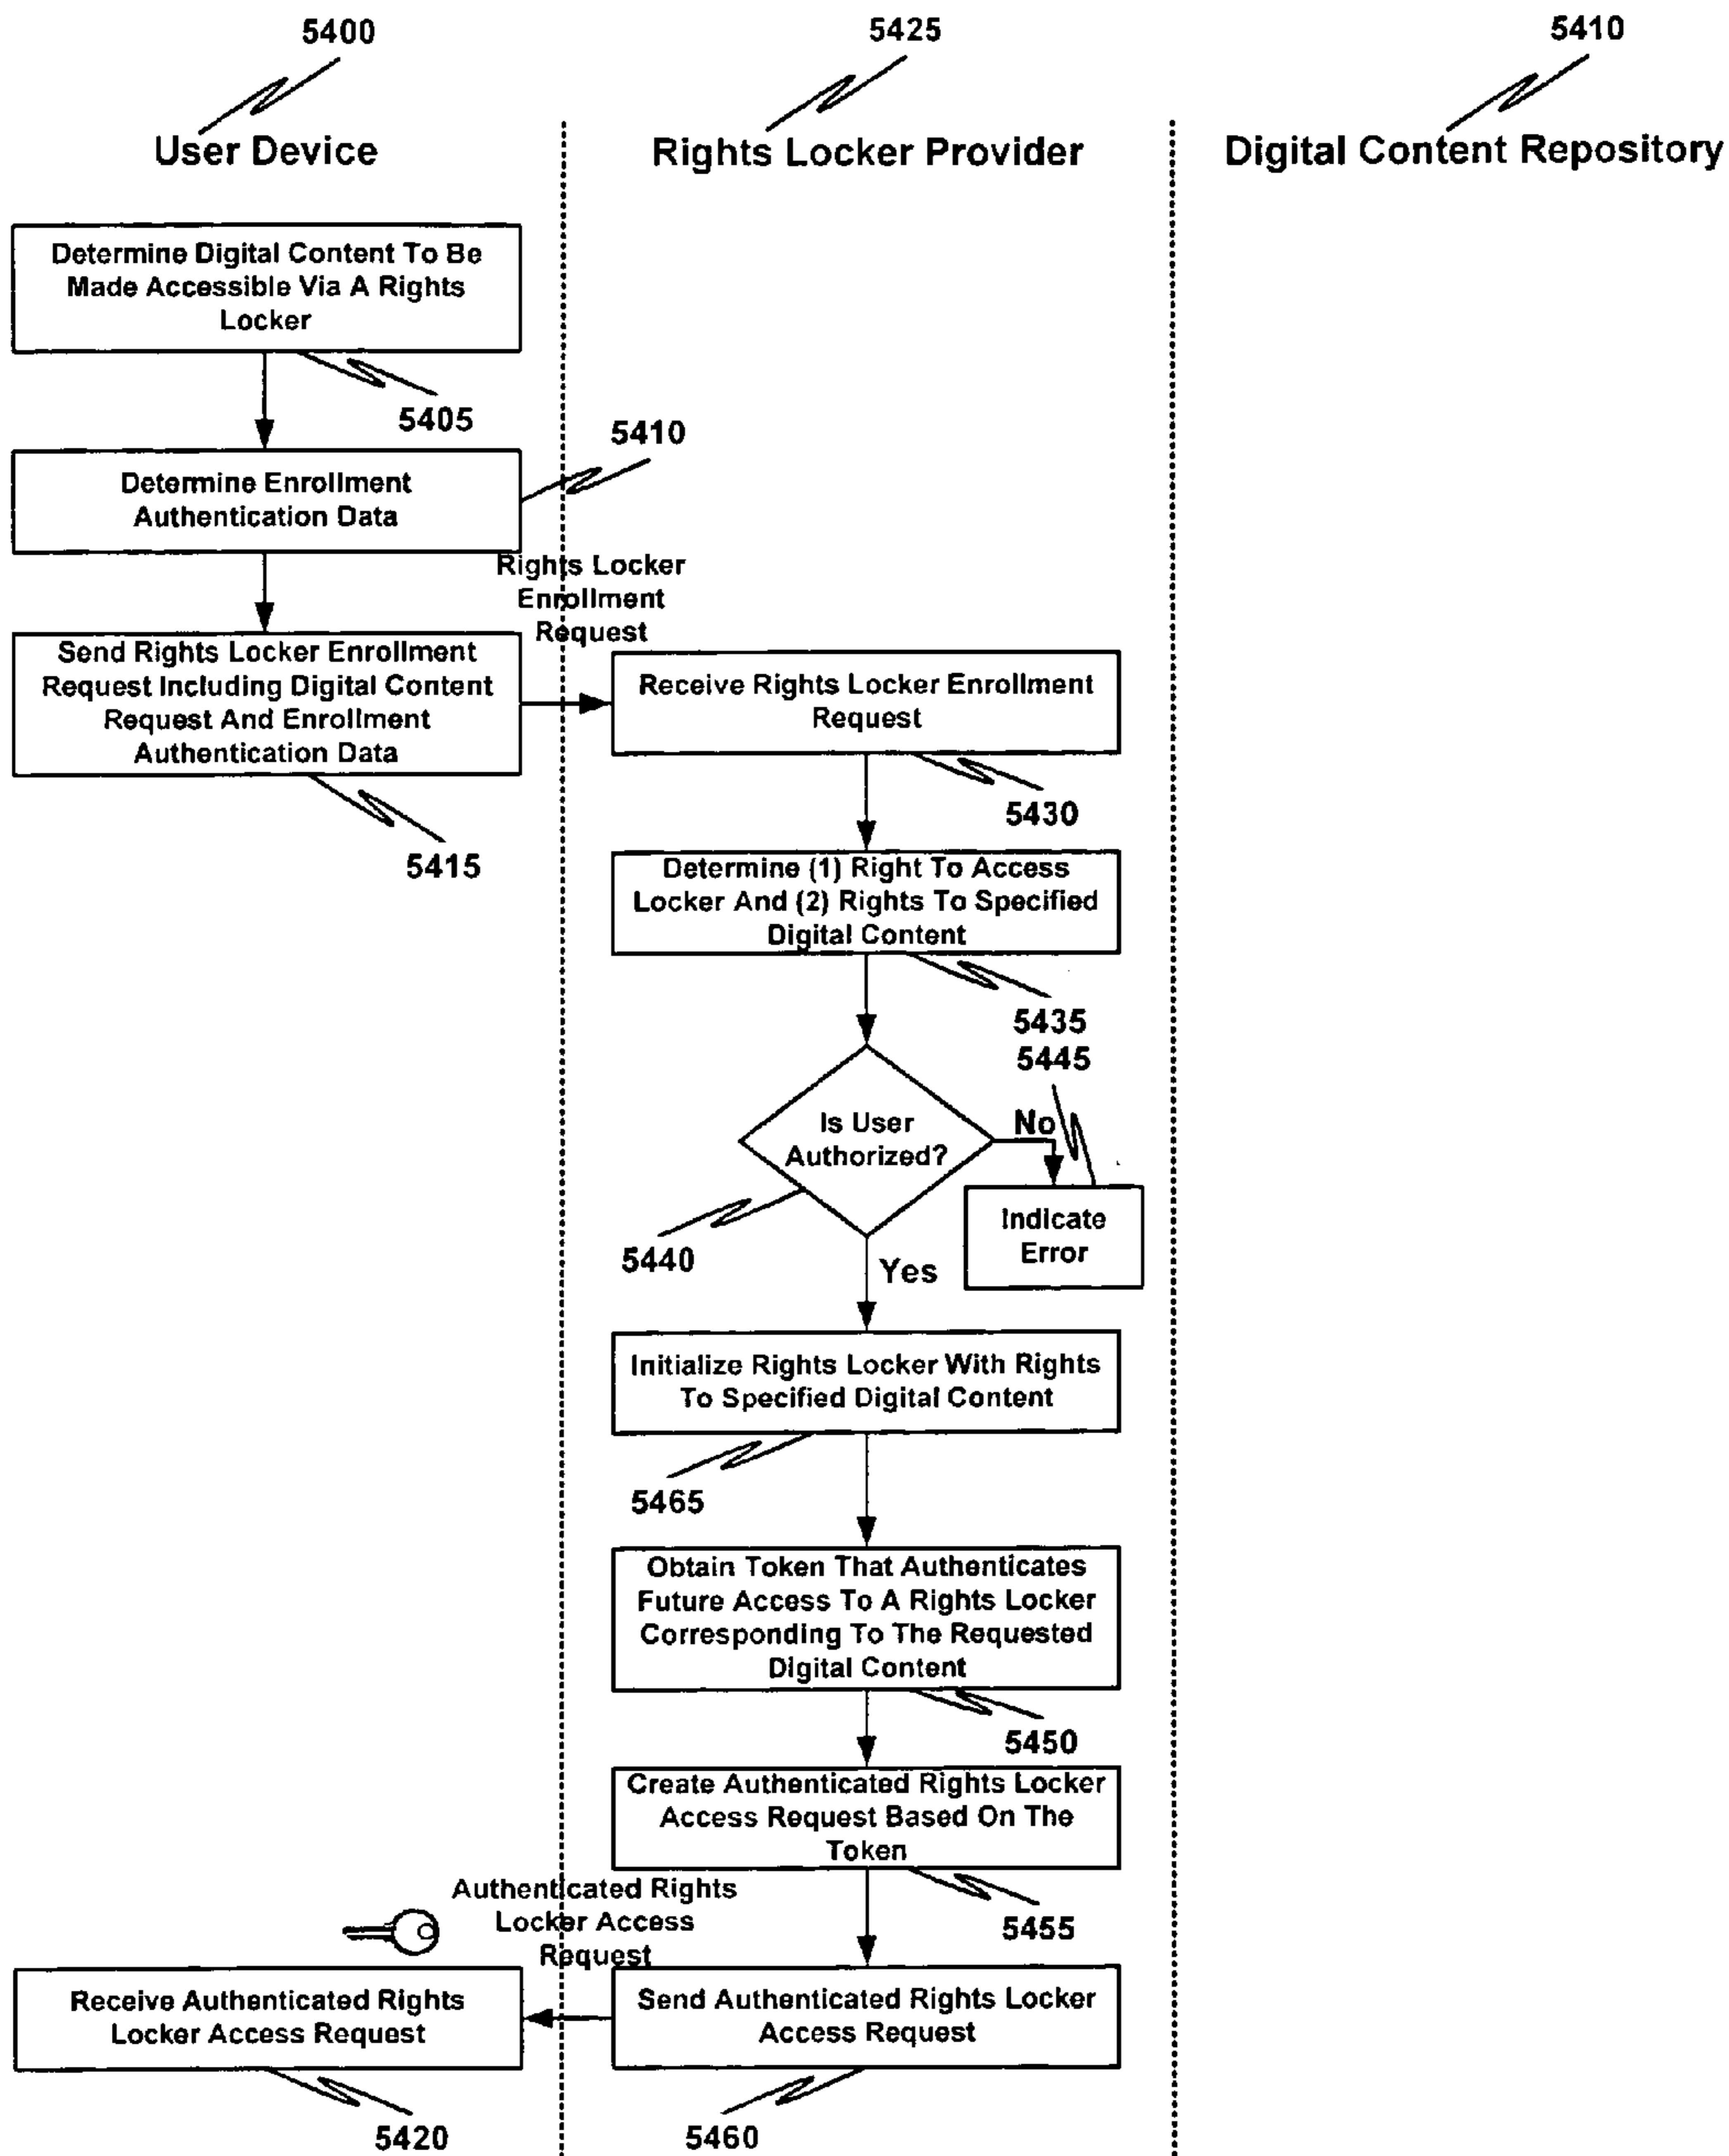 5400
5425
5410
User Device
Rights Locker Provider
Digital Content Repository
Determine Digital Content To Be
Made Accessible Via A Rights
Locker
5405
5410
Determine Enrollment
Authentication Data
Rights Locker
Enrollment
Request
Send Rights Locker Enrollment
Request Including Digital Content
Request And Enrollment
Authentication Data
5415
Receive Rights Locker Enrollment
Request
5430
Determine (1) Right To Access
Locker And (2) Rights To Specified
Digital Content
5435
5445
Is User
Authorized?
No
Indicate
Error
5440
Yes
Initialize Rights Locker With Rights
To Specified Digital Content
5465
Obtain Token That Authenticates
Future Access To A Rights Locker
Corresponding To The Requested
Digital Content
5450
Create Authenticated Rights Locker
Access Request Based On The
Token
5455
Authenticated Rights
Locker Access
Request
Send Authenticated Rights Locker
Access Request
5460
Receive Authenticated Rights
Locker Access Request
5420